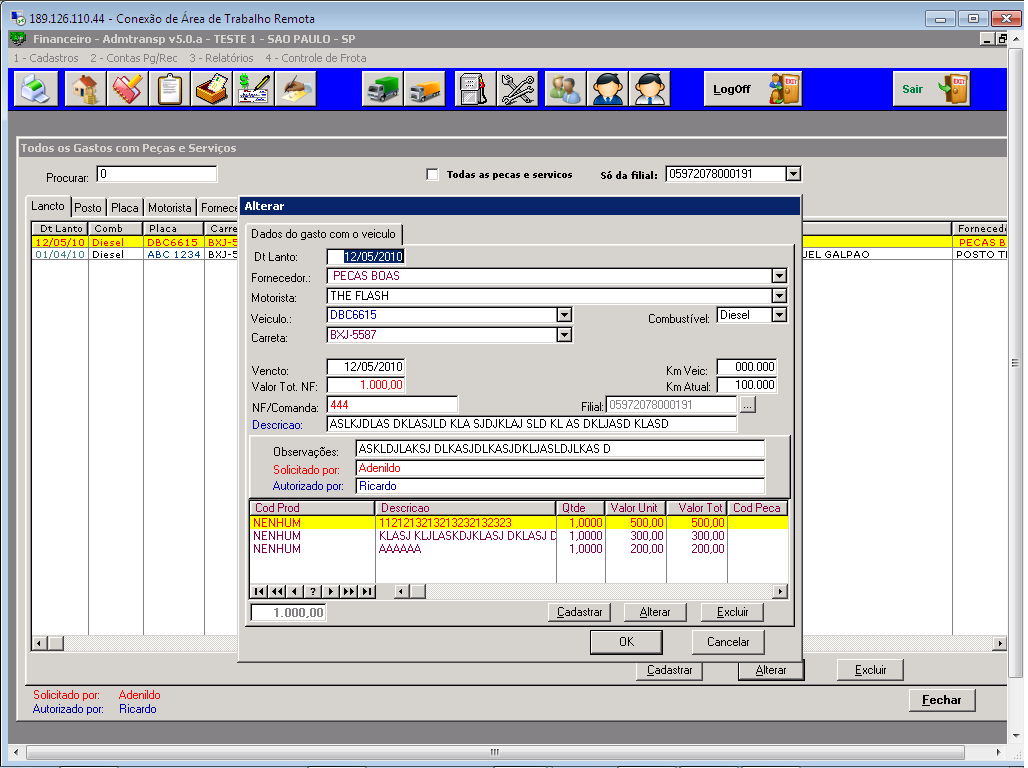 189.126.110.44 - Conexão de Área de Trabalho Remota
Financeiro - Admtransp v5.0.a - TESTE 1 - SAO PAULO - SP
1 - Cadastros 2 - Contas Pg/Rec 3 - Relatórios 4 - Controle de Frota
LogOff EXIT Sair EXIT
Todos os Gastos com Peças e Serviços
Procurar: 0 Todas as pecas e servicos Só da filial: 05972078000191
Lancto Posto Placa Motorista Fornece
Dt Lanto Comb Placa Carre Forneced
12/05/10 Diesel DBC6615 BXJ-5 PECAS B
01/04/10 Diesel ABC 1234 BXJ-5 UEL GALPAO POSTO TI
Alterar
Dados do gasto com o veiculo
Dt Lanto: 12/05/2010
Fornecedor.: PECAS BOAS
Motorista: THE FLASH
Veiculo.: DBC6615 Combustível: Diesel
Carreta: BXJ-5587
Vencto: 12/05/2010 Km Veic: 000.000
Valor Tot. NF: 1.000,00 Km Atual: 100.000
NF/Comanda: 444 Filial: 05972078000191 ...
Descricao: ASLKJDLAS DKLASJLD KLA SJDJKLAJ SLD KL AS DKLJASD KLASD
Observações: ASKLDJLAKSJ DLKASJDLKASJDKLJASLDJLKAS D
Solicitado por: Adenildo
Autorizado por: Ricardo
Cod Prod Descricao Qtde Valor Unit Valor Tot Cod Peca
NENHUM 1121213213213232132323 1,0000 500,00 500,00
NENHUM KLASJ KLJLASKDJKLASJ DKLASJ D 1,0000 300,00 300,00
NENHUM AAAAAA 1,0000 200,00 200,00
?
1.000,00 Cadastrar Alterar Excluir
OK Cancelar
Cadastrar Alterar Excluir
Solicitado por: Adenildo
Autorizado por: Ricardo
Fechar